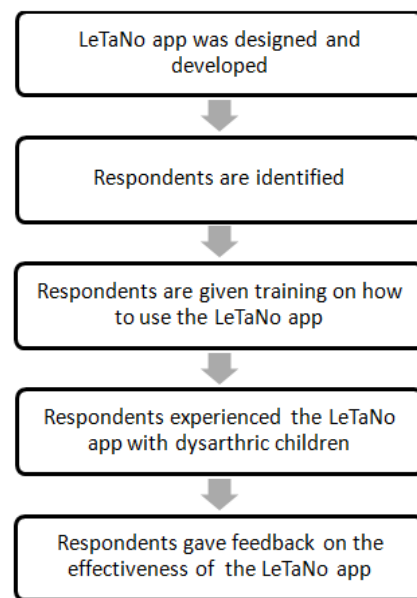 LeTaNo app was designed and
developed
Respondents are identified
Respondents are given training on how
to use the LeTaNo app
Respondents experienced the LeTaNo
app with dysarthric children
Respondents gave feedback on the
effectiveness of the LeTaNo app